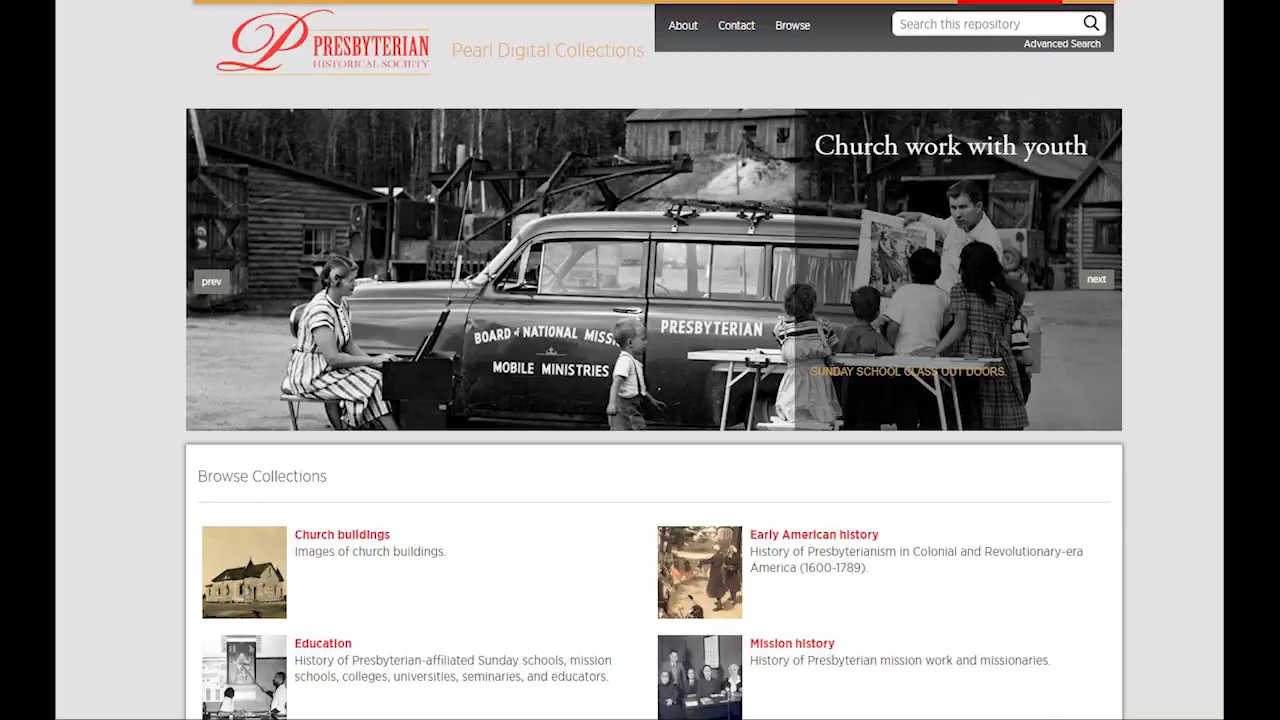 About Contact Browse
Search this repository
Advanced Search
PRESBYTERIAN
HISTORICAL SOCIETY
Pearl Digital Collections
Church work with youth
prev
next
BOARD of NATIONAL MISS
MOBILE MINISTRIES
PRESBYTERIAN
SUNDAY SCHOOL CLASS OUTDOORS.
Browse Collections
Church buildings
Images of church buildings.
Early American history
History of Presbyterianism in Colonial and Revolutionary-era
America (1600-1789).
Education
History of Presbyterian-affiliated Sunday schools, mission
schools, colleges, universities, seminaries, and educators.
Mission history
History of Presbyterian mission work and missionaries.